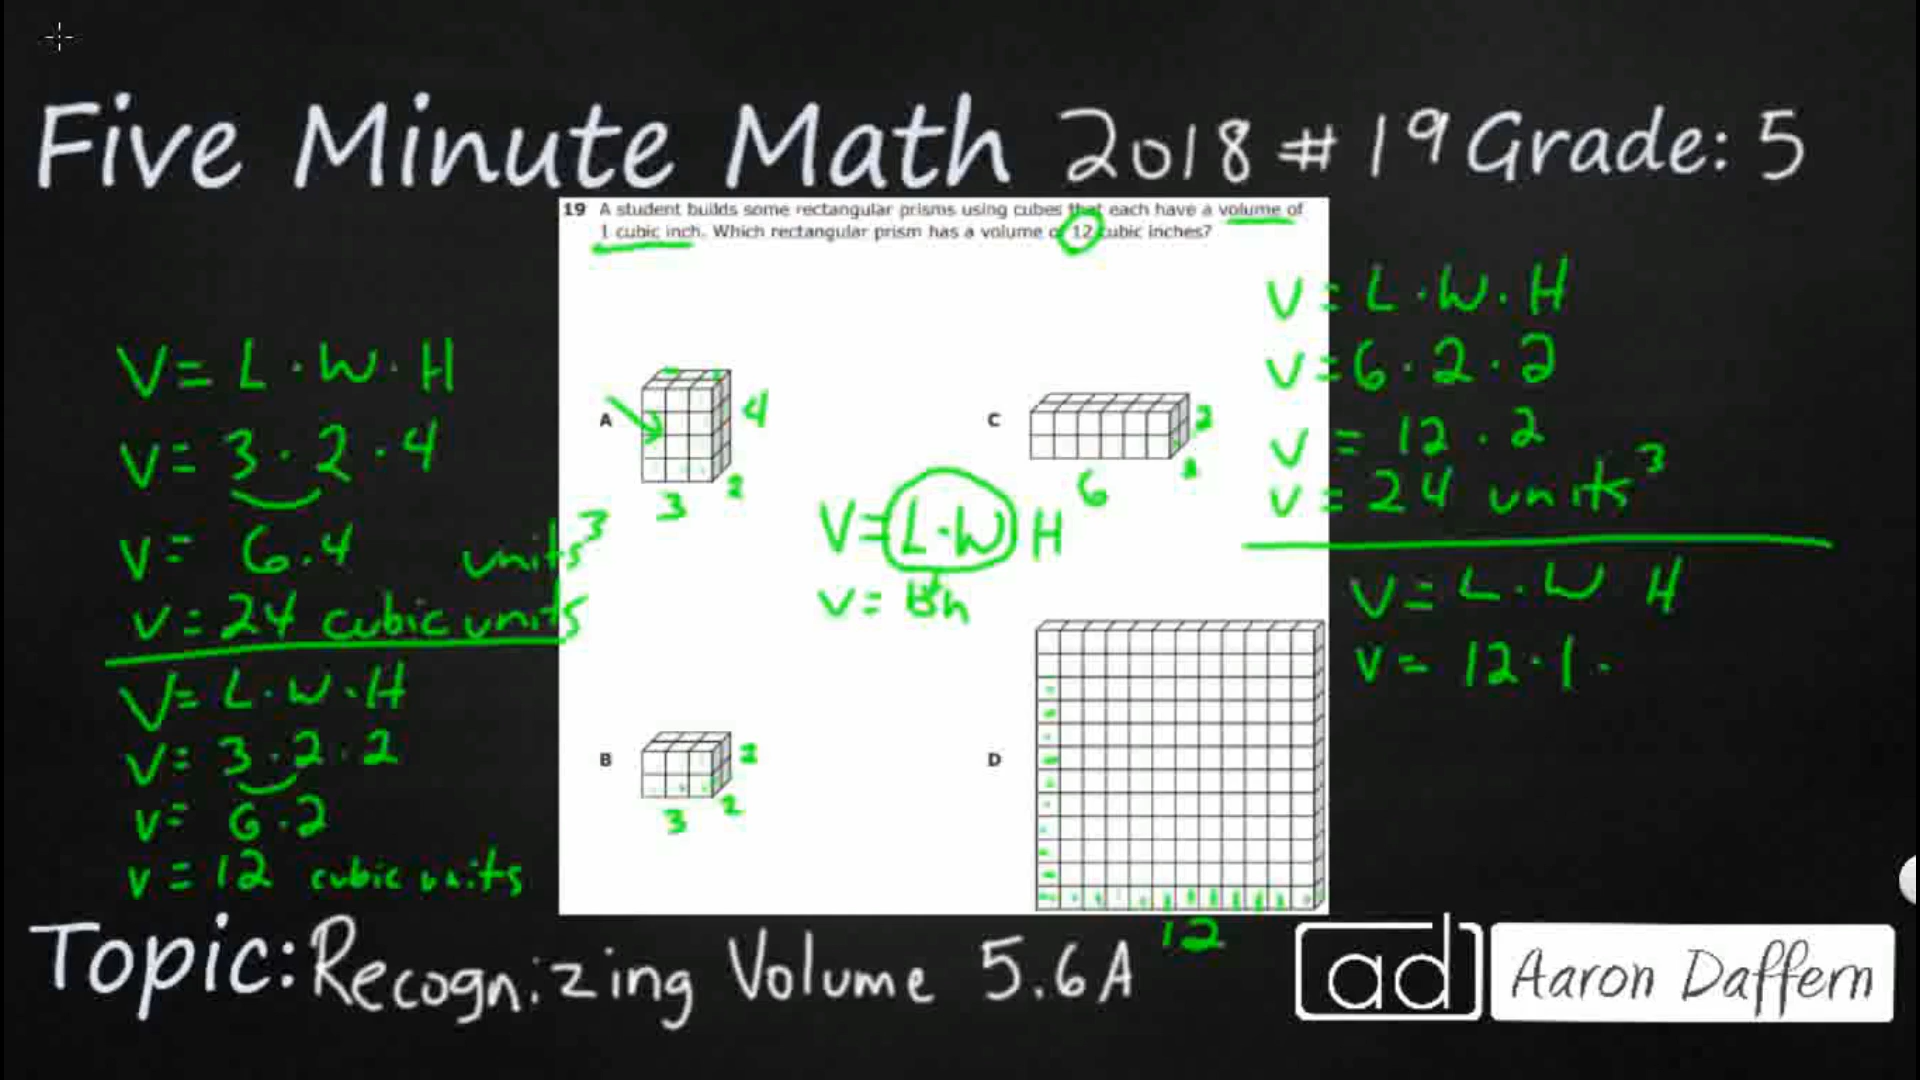 Five Minute Math 2018 # 19 Grade: 5
19 A student builds some rectangular prisms using cubes that each have a volume of
1 cubic inch. Which rectangular prism has a volume of 12 cubic inches?
V = L · W · H
V = 3 · 2 · 4
V = 6 . 4 units³
V = 24 cubic units
V = L · W · H
V = 3 · 2 · 2
V = 6 · 2
V = 12 cubic units
A
4
3
2
B
2
3
2
V = L · W H
V = Bh
C
2
2
6
D
12
V = L · W · H
V = 6 · 2 · 2
V = 12 · 2
V = 24 units³
V = L . W H
V = 12 · 1 ·
Topic: Recognizing Volume 5.6A
ad Aaron Daffern